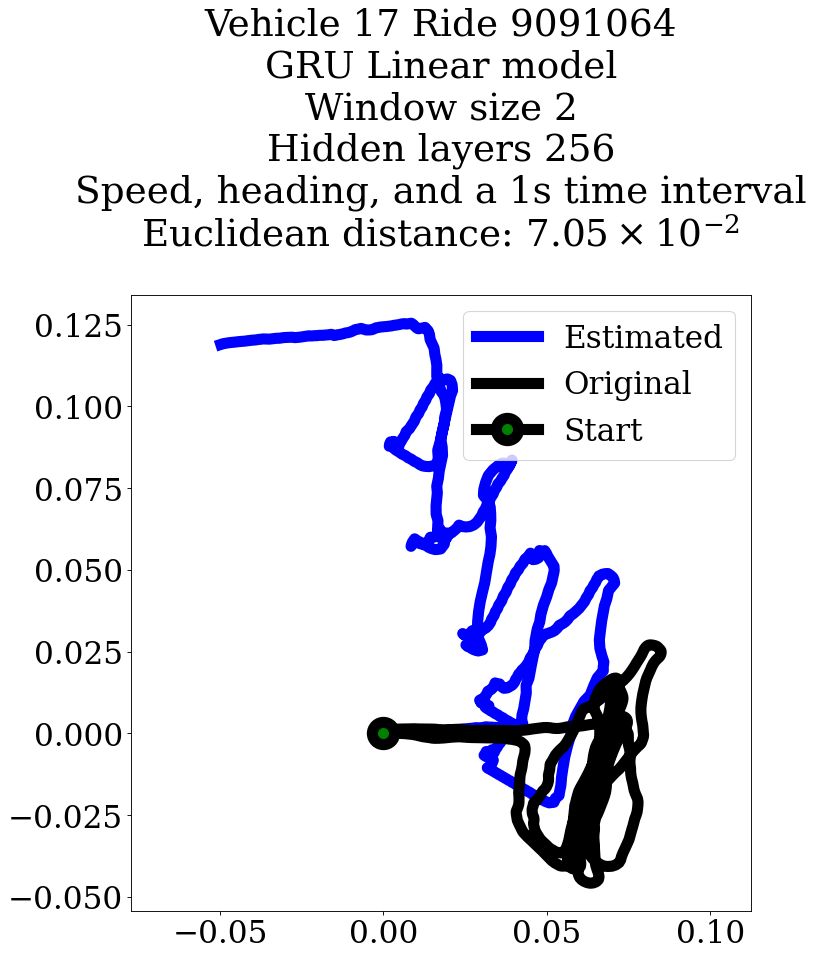 Vehicle 17 Ride 9091064
GRU Linear model
Window size 2
Hidden layers 256
Speed, heading, and a 1s time interval
Euclidean distance: 7.05 × 10⁻²
Estimated
Original
Start
0.125
0.100
0.075
0.050
0.025
0.000
−0.025
−0.050
−0.05 0.00 0.05 0.10